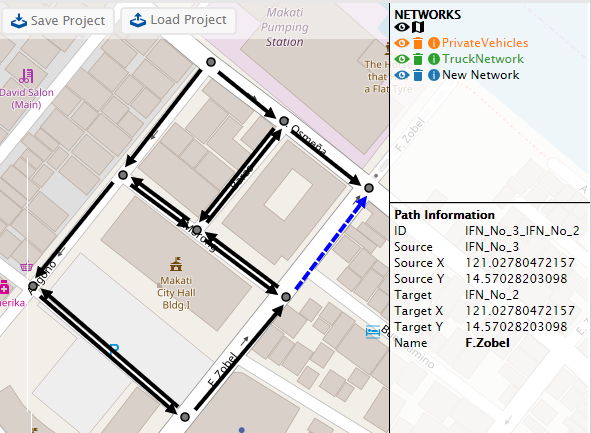 Save Project
Load Project
Makati
Pumping
Station
David Salon
(Main)
The Ha
that
a Flat Tyre
Osmeña
F. Zobel
Makati
City Hall
Bldg.I
P
F. Zobel
NETWORKS
PrivateVehicles
TruckNetwork
New Network
Path Information
ID IFN_No_3_IFN_No_2
Source IFN_No_3
Source X 121.02780472157
Source Y 14.57028203098
Target IFN_No_2
Target X 121.02780472157
Target Y 14.57028203098
Name F.Zobel